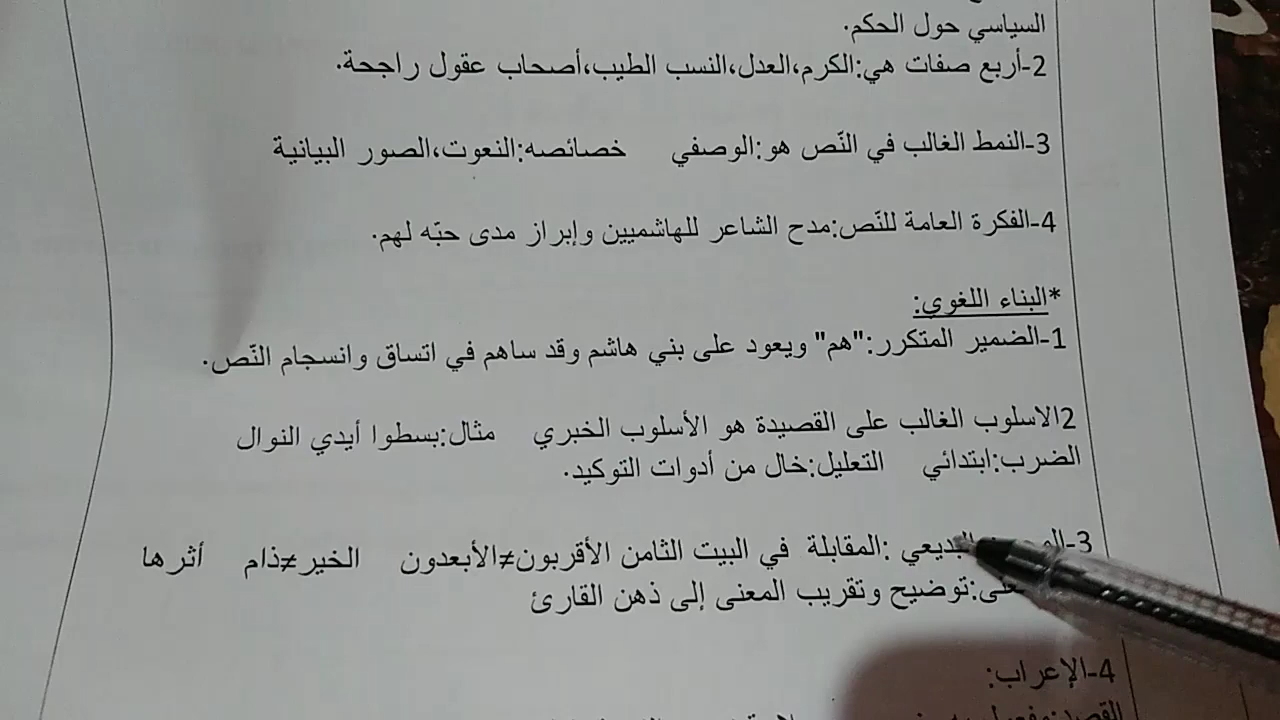 السياسي حول الحكم.
2-أربع صفات هي:الكرم،العدل،النسب الطيب،أصحاب عقول راجحة.
3-النمط الغالب في النّص هو:الوصفي خصائصه:النعوت،الصور البيانية
4-الفكرة العامة للنّص:مدح الشاعر للهاشميين وإبراز مدى حبّه لهم.
*البناء اللغوي:
1-الضمير المتكرر:"هم" ويعود على بني هاشم وقد ساهم في اتساق وانسجام النّص.
2الاسلوب الغالب على القصيدة هو الأسلوب الخبري مثال:بسطوا أيدي النوال
الضرب:ابتدائي التعليل:خال من أدوات التوكيد.
3- البديعي :المقابلة في البيت الثامن الأقربون≠الأبعدون الخير≠ذام أثرها
توضيح وتقريب المعنى إلى ذهن القارئ
4-الإعراب: